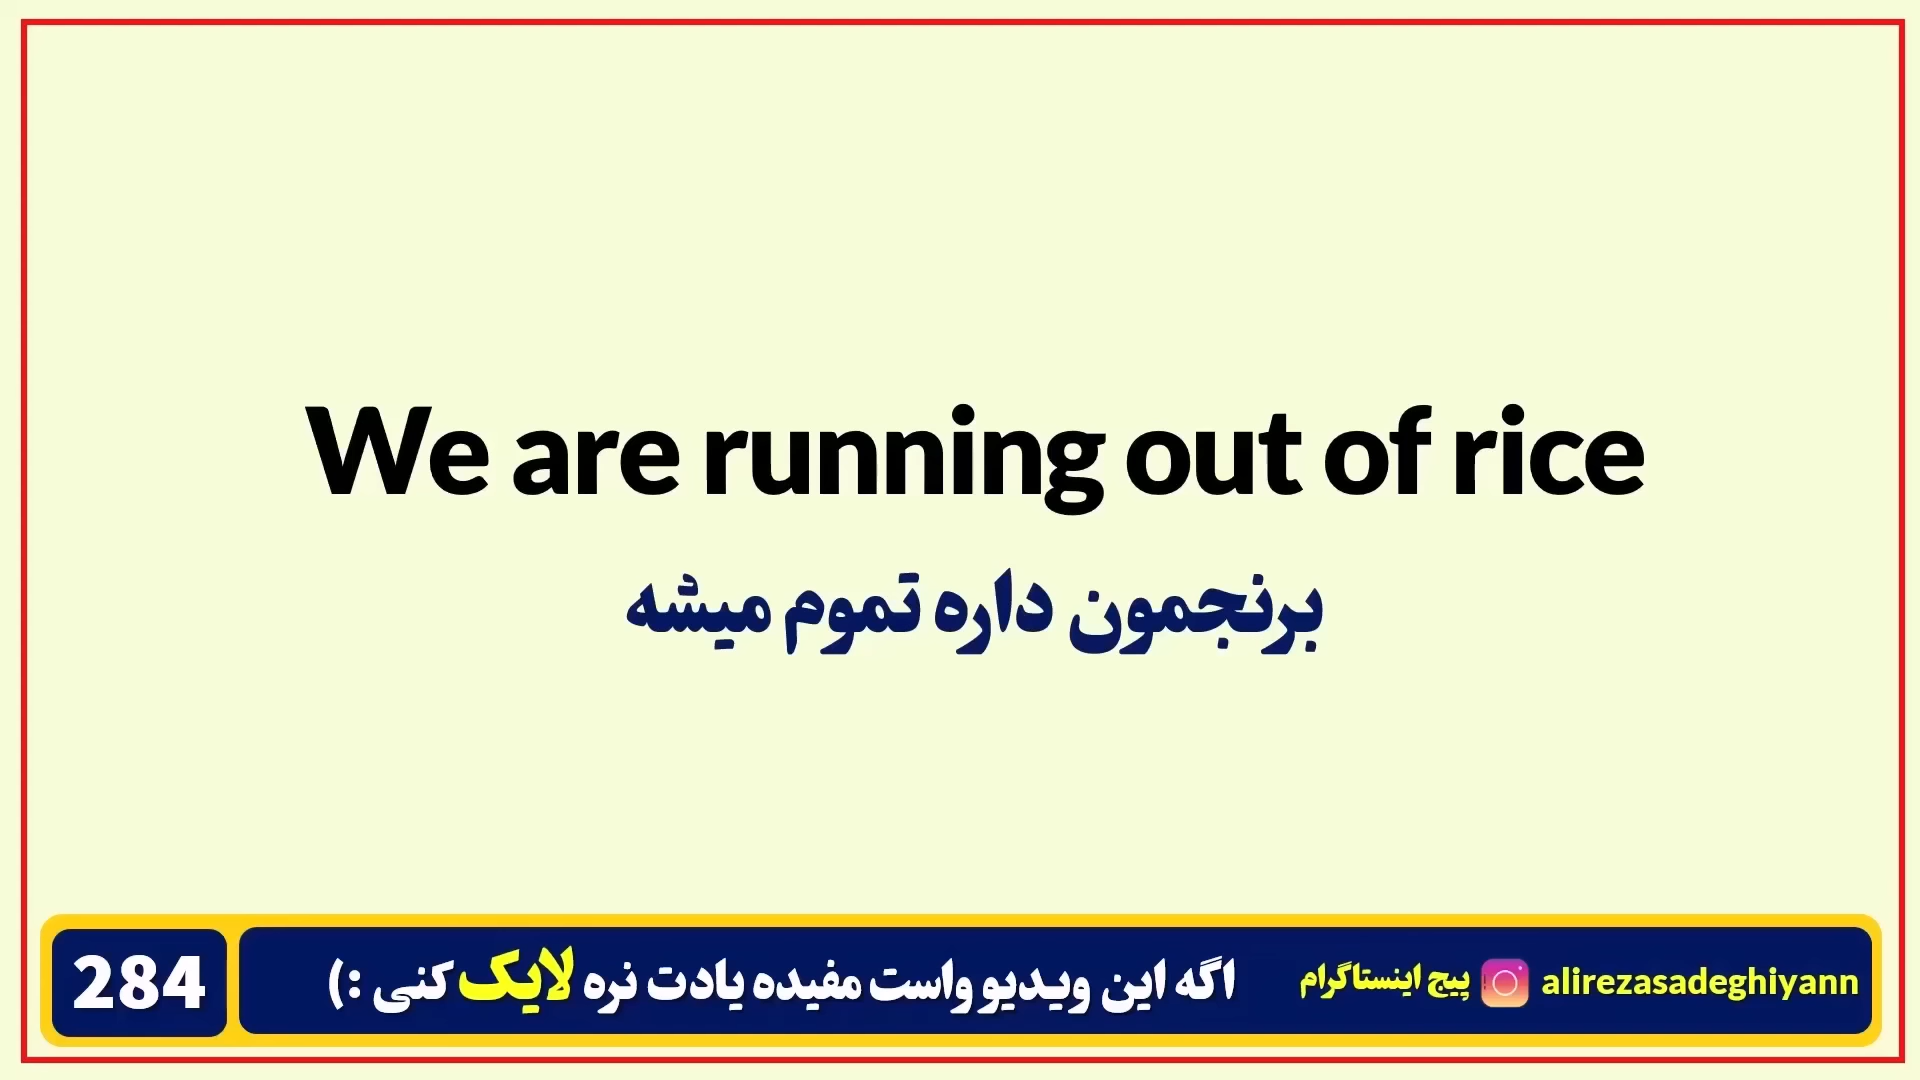 We are running out of rice
برنجمون داره تموم میشه
284
اگه این ویدیو واست مفیده یادت نره لایک کنی :)
پیج اینستاگرام alirezasadeghiyann